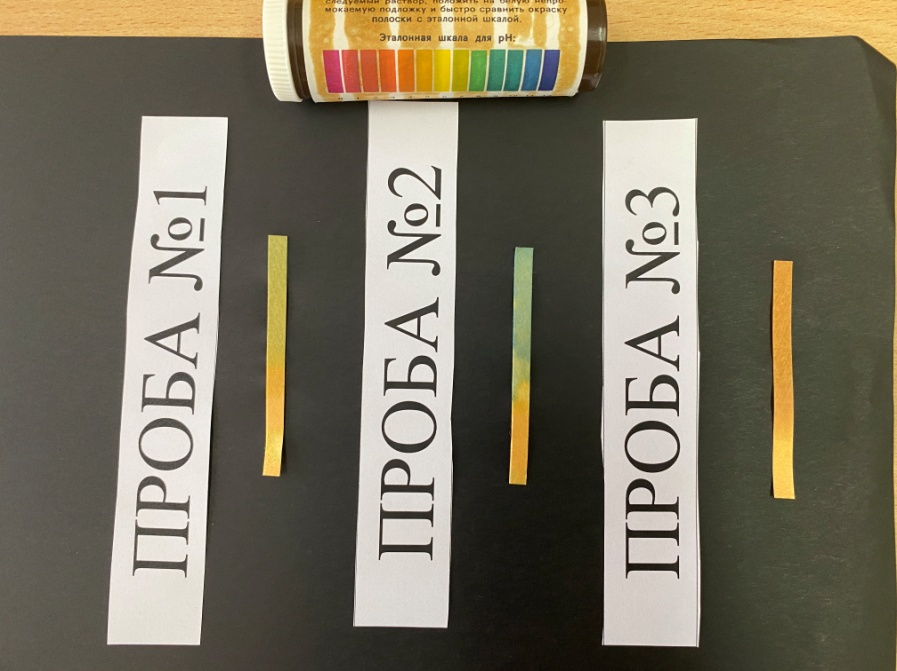 следуемый раствор, положить на белую непро-
мокаемую подложку и быстро сравнить окраску
полоски с эталонной шкалой.
Эталонная шкала для pH:
ПРОБА №1
ПРОБА №2
ПРОБА №3